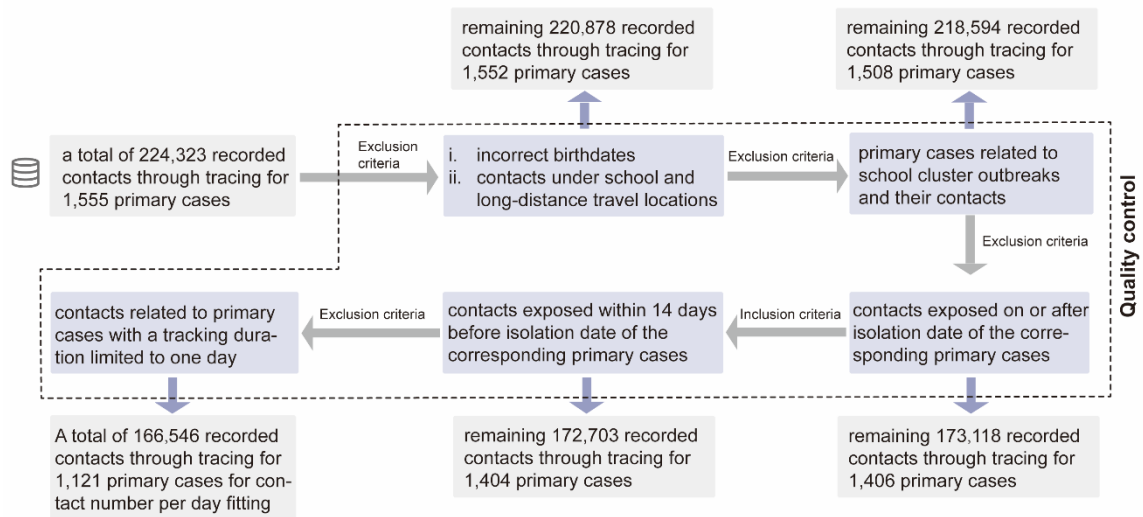 remaining 220,878 recorded
contacts through tracing for
1,552 primary cases
remaining 218,594 recorded
contacts through tracing for
1,508 primary cases
a total of 224,323 recorded
contacts through tracing for
1,555 primary cases
Exclusion
criteria
i. incorrect birthdates
ii. contacts under school and
long-distance travel locations
Exclusion criteria
primary cases related to
school cluster outbreaks
and their contacts
Quality control
Exclusion criteria
contacts exposed on or after
isolation date of the corre-
sponding primary cases
Inclusion criteria
contacts exposed within 14 days
before isolation date of the
corresponding primary cases
Exclusion criteria
contacts related to primary
cases with a tracking dura-
tion limited to one day
A total of 166,546 recorded
contacts through tracing for
1,121 primary cases for con-
tact number per day fitting
remaining 172,703 recorded
contacts through tracing for
1,404 primary cases
remaining 173,118 recorded
contacts through tracing for
1,406 primary cases